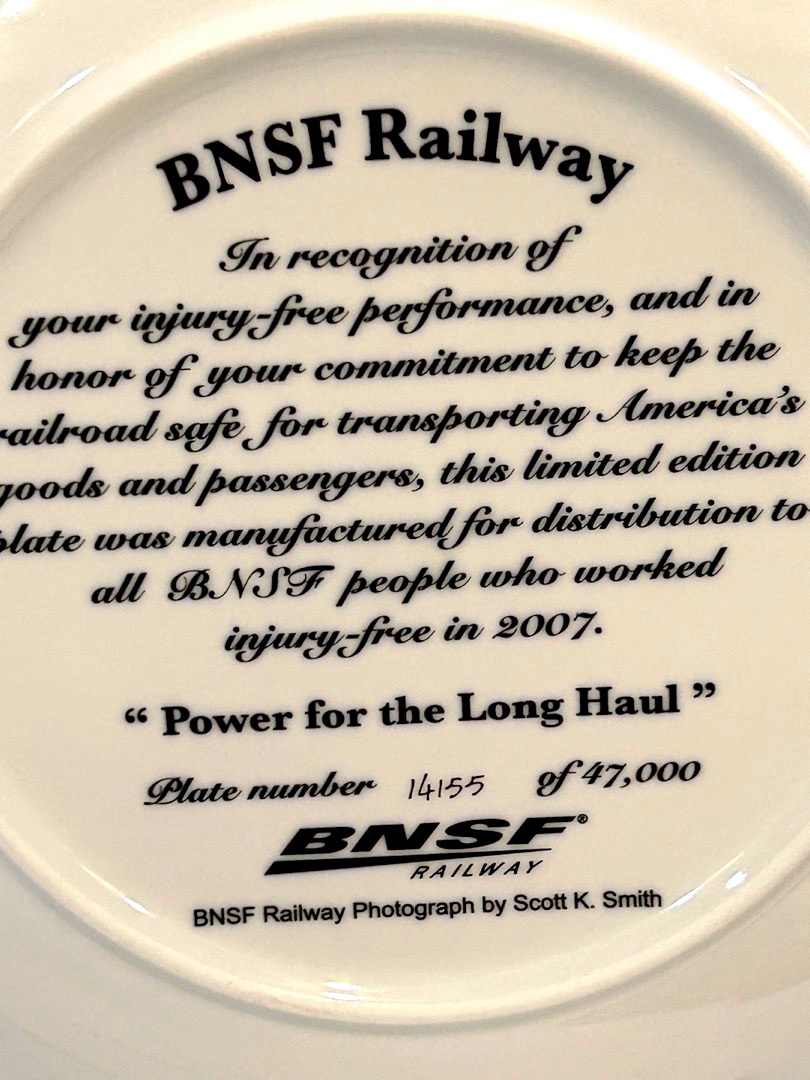 BNSF Railway
In recognition of
your injury-free performance, and in
honor of your commitment to keep the
railroad safe for transporting America's
goods and passengers, this limited edition
plate was manufactured for distribution to
all BNSF people who worked
injury-free in 2007.
“ Power for the Long Haul ”
Plate number 14155 of 47,000
BNSF®
RAILWAY
BNSF Railway Photograph by Scott K. Smith